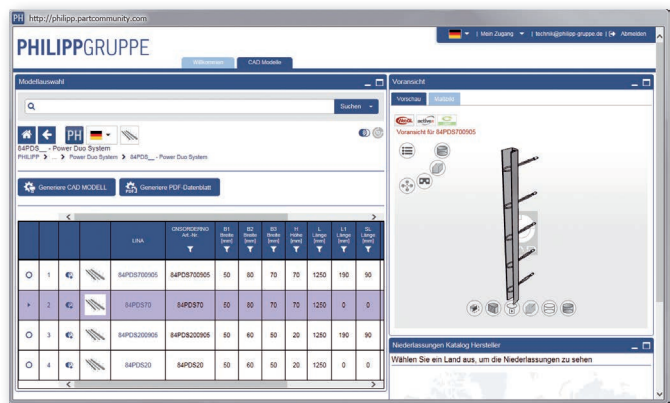 PH http://philipp.partcommunity.com
PHILIPPGRUPPE
| Mein Zugang | technik@philipp-gruppe.de | Abmelden
Willkommen CAD Modelle
Modellauswahl
Suchen
PH
84PDS__ - Power Duo System
PHILIPP > ... > Power Duo System > 84PDS__ - Power Duo System
Generiere CAD MODELL
Generiere PDF-Datenblatt
LINA
ONSORDERNO Art.-Nr.
B1 Breite [mm]
B2 Breite [mm]
B3 Breite [mm]
H Höhe [mm]
L Länge [mm]
L1 Länge [mm]
SL Länge [mm]
1 84PDS700905 84PDS700905 50 80 70 70 1250 190 90
2 84PDS70 84PDS70 50 80 70 70 1250 0 0
3 84PDS200905 84PDS200905 50 60 50 20 1250 190 90
4 84PDS20 84PDS20 50 60 50 20 1250 0 0
Voransicht
Vorschau
Voransicht für 84PDS700905
Niederlassungen Katalog Hersteller
Wählen Sie ein Land aus, um die Niederlassungen zu sehen